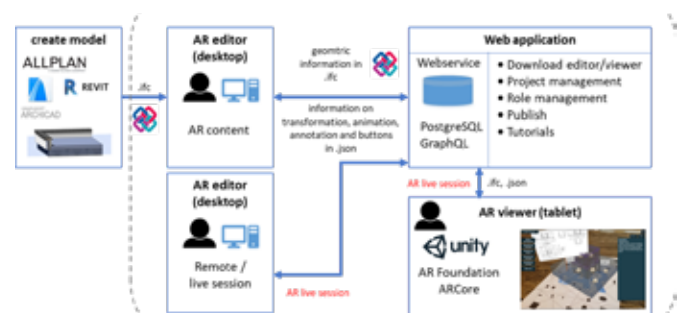 create model
ALLPLAN
REVIT
ARCHICAD
.ifc
AR editor
(desktop)
AR content
geomtric
information in
.ifc
information on
transformation, animation,
annotation and buttons
in .json
Web application
Webservice
PostgreSQL
GraphQL
• Download editor/viewer
• Project management
• Role management
• Publish
• Tutorials
AR editor
(desktop)
Remote /
live session
AR live session
AR live session
.ifc, .json
AR viewer (tablet)
unity
AR Foundation
ARCore